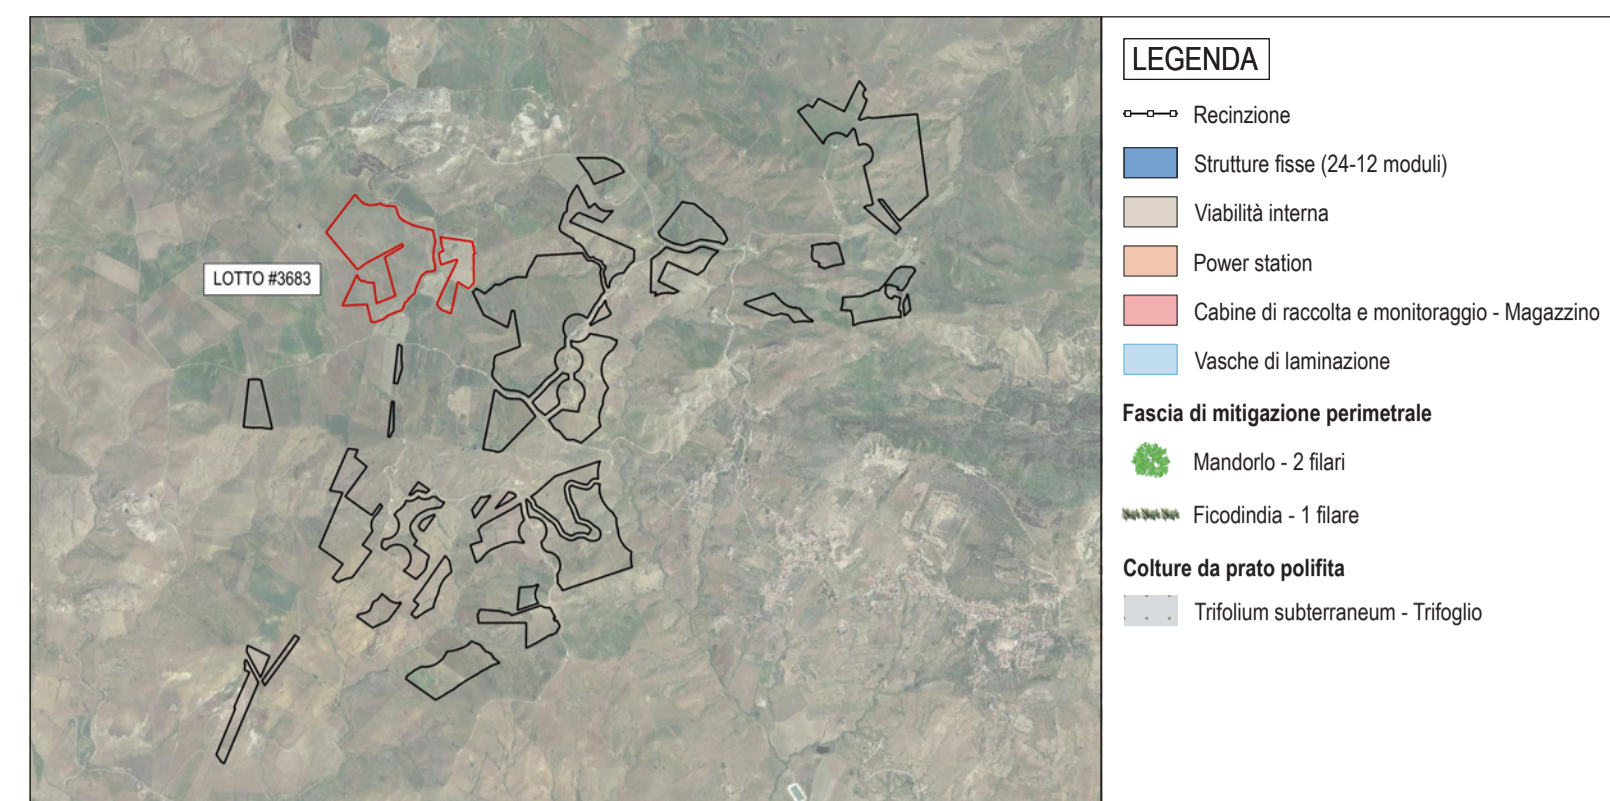 LOTTO #3683
LEGENDA
Recinzione
Strutture fisse (24-12 moduli)
Viabilità interna
Power station
Cabine di raccolta e monitoraggio - Magazzino
Vasche di laminazione
Fascia di mitigazione perimetrale
Mandorlo - 2 filari
Ficodindia - 1 filare
Colture da prato polifita
Trifolium subterraneum - Trifoglio